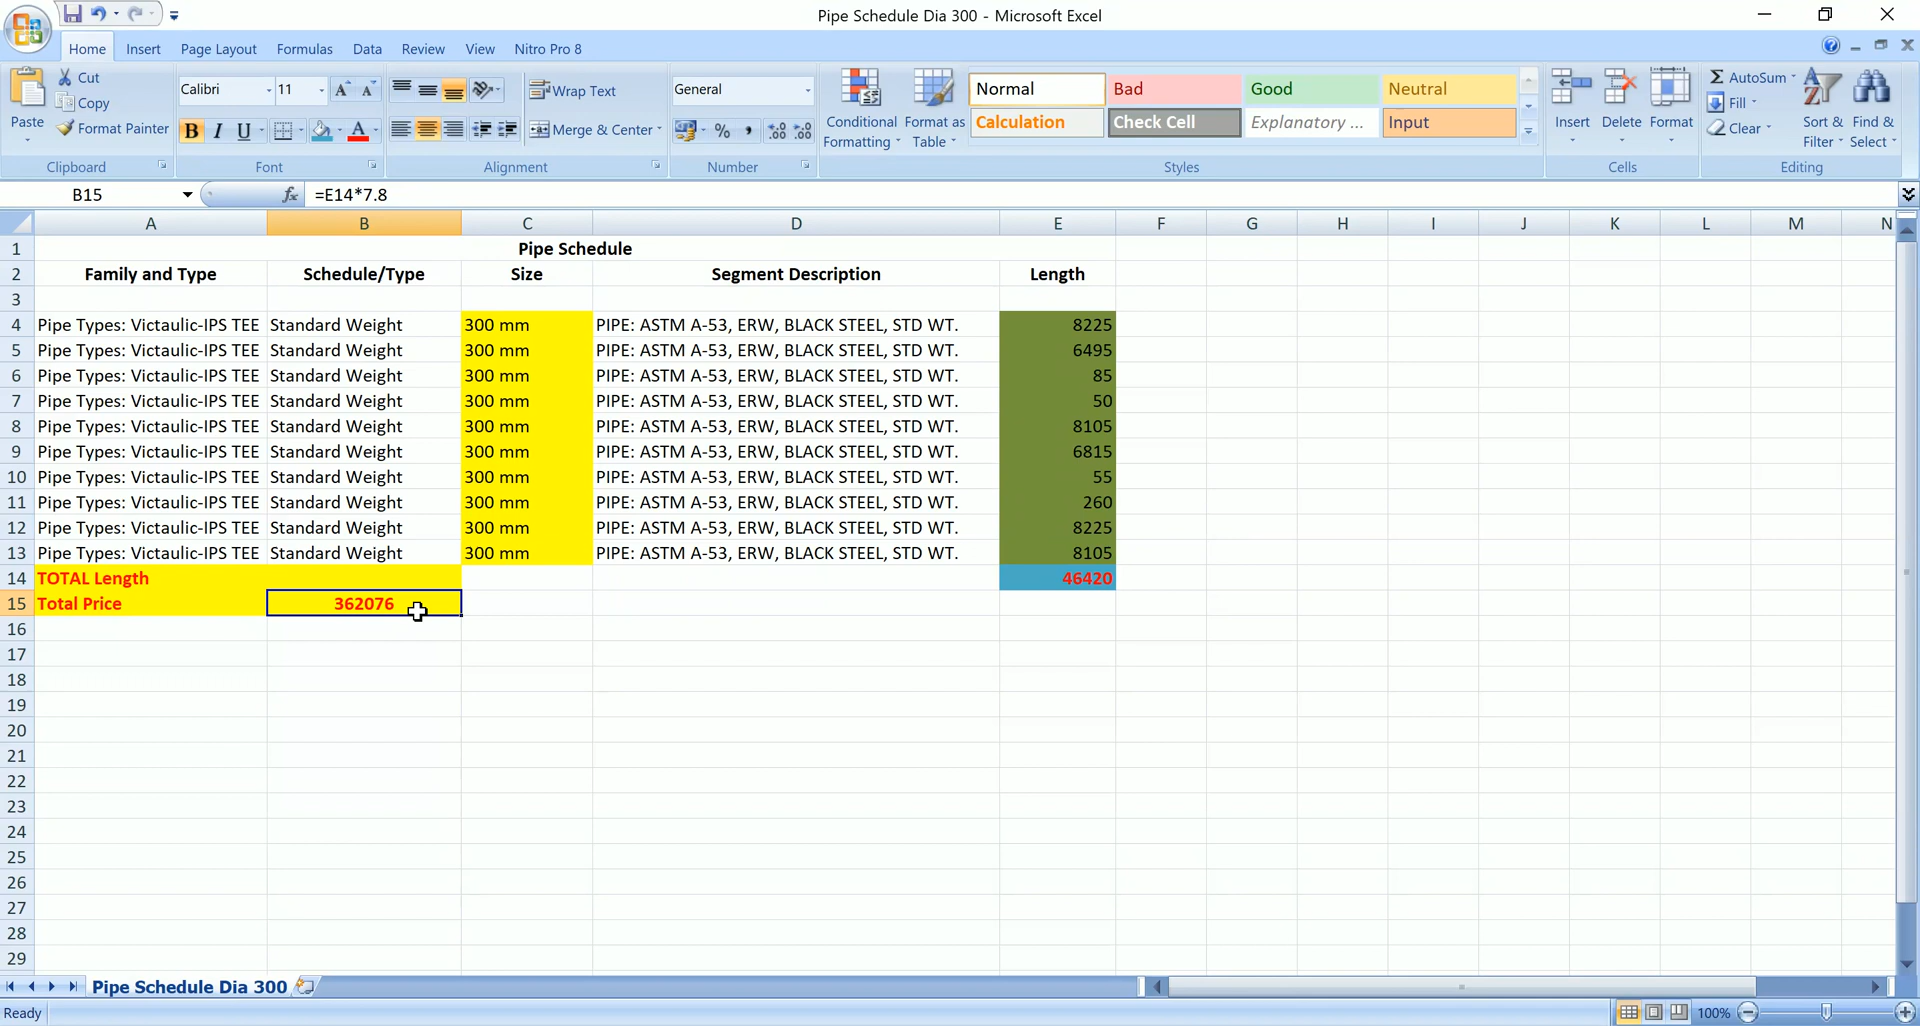 Pipe Schedule Dia 300 - Microsoft Excel
Home Insert Page Layout Formulas Data Review View Nitro Pro 8
Paste
Cut
Copy
Format Painter
Clipboard
Calibri 11
B I U A
Font
Wrap Text
Merge & Center
Alignment
General
% ,
Number
Conditional Formatting
Format as Table
Normal Bad Good Neutral
Calculation Check Cell Explanatory ... Input
Styles
Insert Delete Format
Cells
Σ AutoSum
Fill
Clear
Sort & Filter
Find & Select
Editing
B15 fx =E14*7.8
A B C D E F G H I J K L M N
1 Pipe Schedule
2 Family and Type Schedule/Type Size Segment Description Length
3
4 Pipe Types: Victaulic-IPS TEE Standard Weight 300 mm PIPE: ASTM A-53, ERW, BLACK STEEL, STD WT. 8225
5 Pipe Types: Victaulic-IPS TEE Standard Weight 300 mm PIPE: ASTM A-53, ERW, BLACK STEEL, STD WT. 6495
6 Pipe Types: Victaulic-IPS TEE Standard Weight 300 mm PIPE: ASTM A-53, ERW, BLACK STEEL, STD WT. 85
7 Pipe Types: Victaulic-IPS TEE Standard Weight 300 mm PIPE: ASTM A-53, ERW, BLACK STEEL, STD WT. 50
8 Pipe Types: Victaulic-IPS TEE Standard Weight 300 mm PIPE: ASTM A-53, ERW, BLACK STEEL, STD WT. 8105
9 Pipe Types: Victaulic-IPS TEE Standard Weight 300 mm PIPE: ASTM A-53, ERW, BLACK STEEL, STD WT. 6815
10 Pipe Types: Victaulic-IPS TEE Standard Weight 300 mm PIPE: ASTM A-53, ERW, BLACK STEEL, STD WT. 55
11 Pipe Types: Victaulic-IPS TEE Standard Weight 300 mm PIPE: ASTM A-53, ERW, BLACK STEEL, STD WT. 260
12 Pipe Types: Victaulic-IPS TEE Standard Weight 300 mm PIPE: ASTM A-53, ERW, BLACK STEEL, STD WT. 8225
13 Pipe Types: Victaulic-IPS TEE Standard Weight 300 mm PIPE: ASTM A-53, ERW, BLACK STEEL, STD WT. 8105
14 TOTAL Length 46420
15 Total Price 362076
16
17
18
19
20
21
22
23
24
25
26
27
28
29
Pipe Schedule Dia 300
Ready 100%